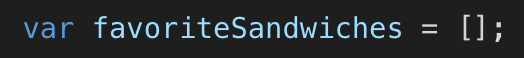 var favoriteSandwiches = [];